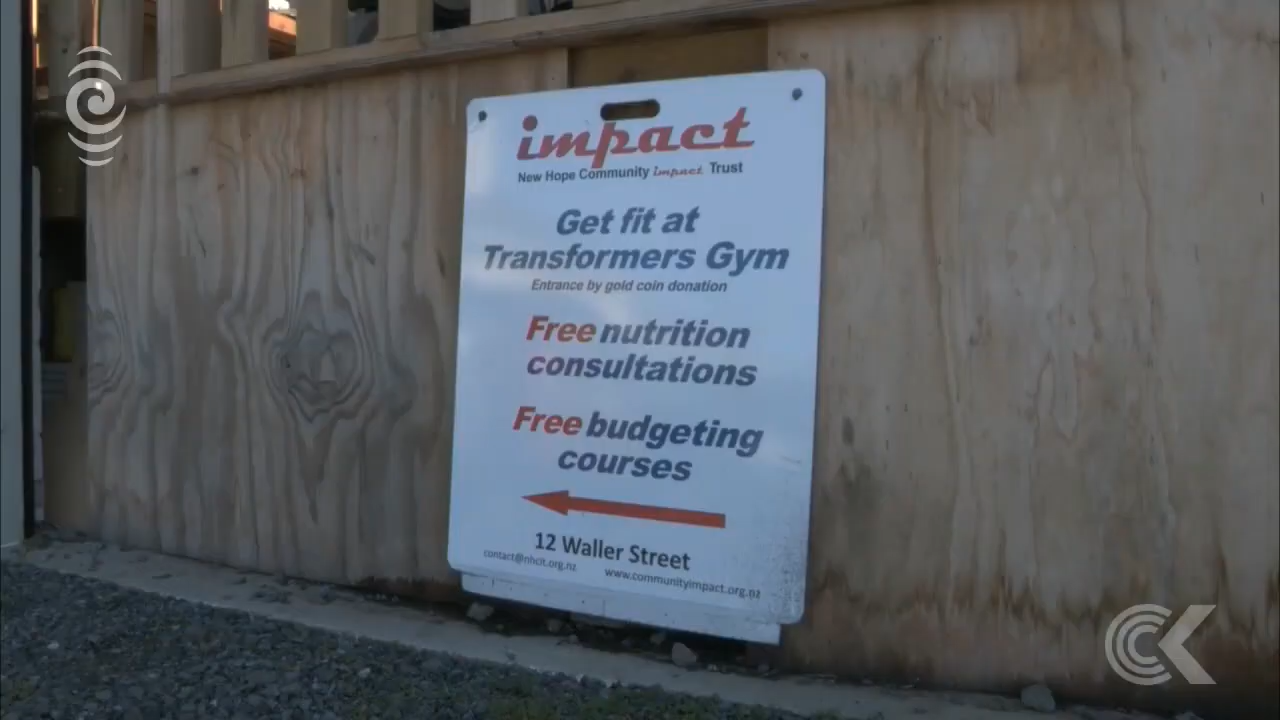 impact
New Hope Community impact Trust
Get fit at
Transformers Gym
Entrance by gold coin donation
Free nutrition
consultations
Free budgeting
courses
12 Waller Street
contact@nhcit.org.nz
www.communityimpact.org.nz